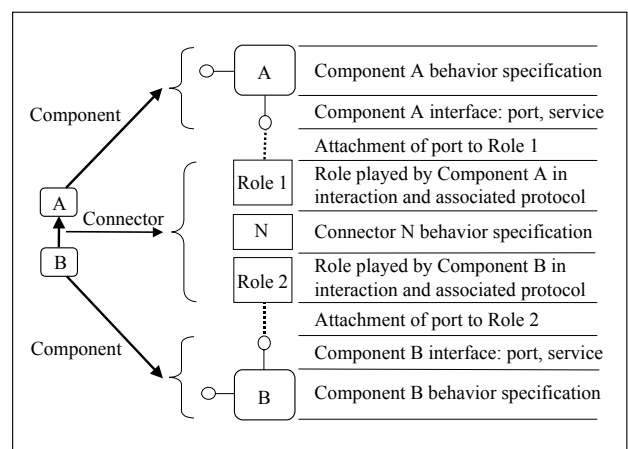 A
Component A behavior specification
Component
Component A interface: port, service
Attachment of port to Role 1
Role 1
Role played by Component A in
interaction and associated protocol
A
Connector
N
Connector N behavior specification
B
Role 2
Role played by Component B in
interaction and associated protocol
Attachment of port to Role 2
Component
Component B interface: port, service
B
Component B behavior specification